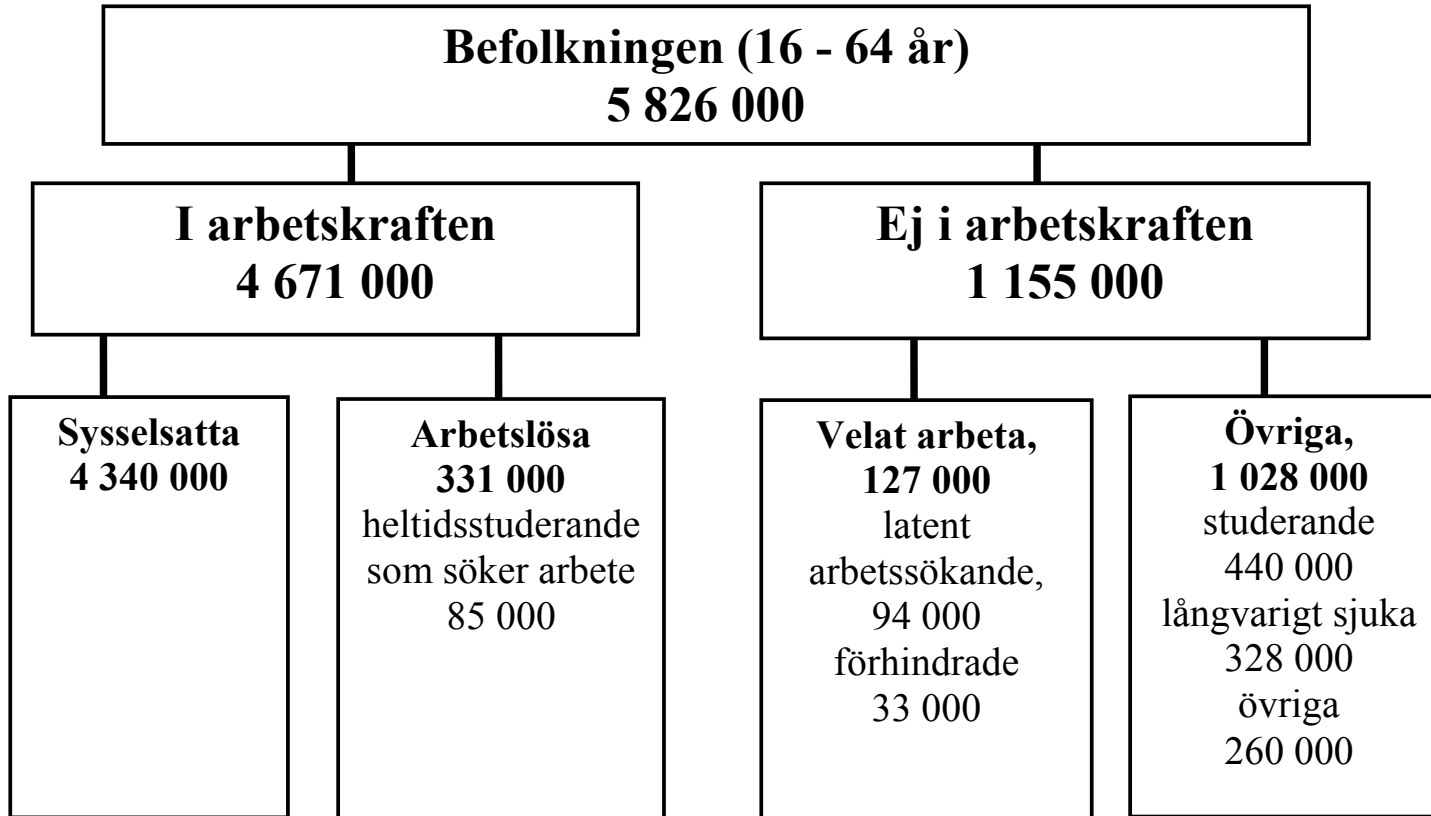 Befolkningen (16 - 64 år)
5 826 000
I arbetskraften
4 671 000
Ej i arbetskraften
1 155 000
Sysselsatta
4 340 000
Arbetslösa
331 000
heltidsstuderande
som söker arbete
85 000
Velat arbeta,
127 000
latent
arbetssökande,
94 000
förhindrade
33 000
Övriga,
1 028 000
studerande
440 000
långvarigt sjuka
328 000
övriga
260 000